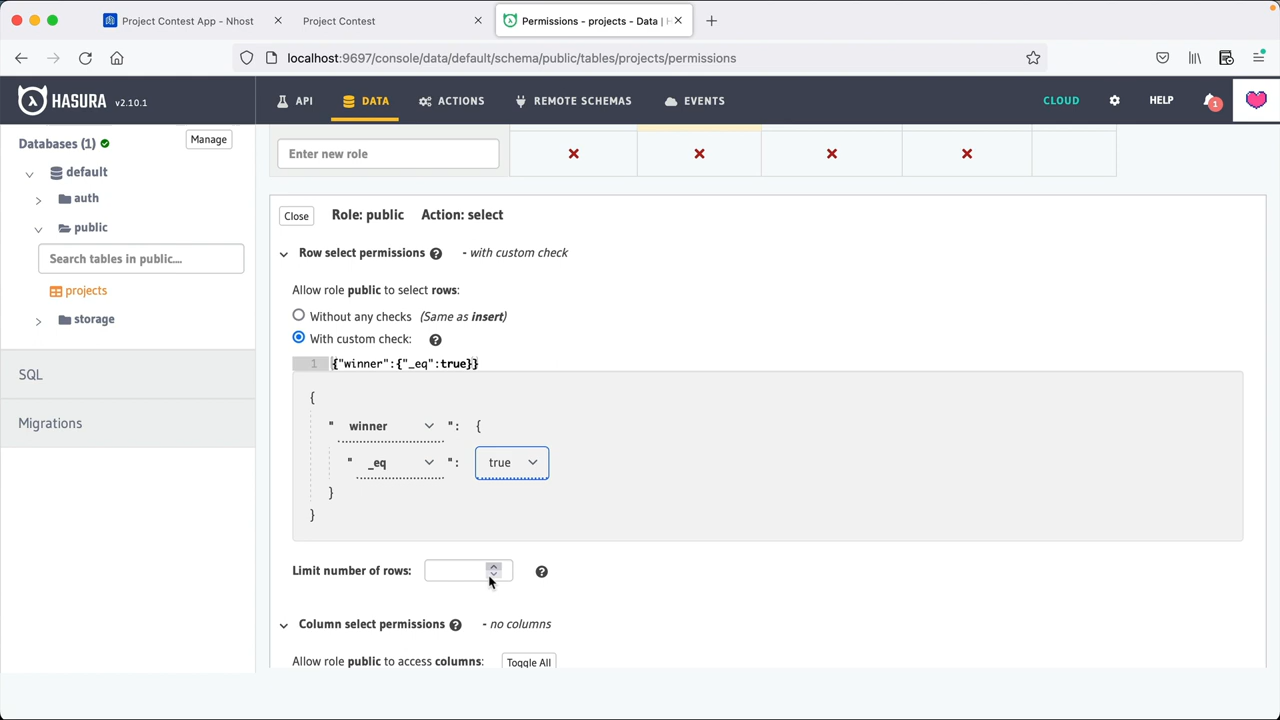 Project Contest App - Nhost
Project Contest
Permissions - projects - Data | H
localhost:9697/console/data/default/schema/public/tables/projects/permissions
HASURA v2.10.1
API
DATA
ACTIONS
REMOTE SCHEMAS
EVENTS
CLOUD
HELP
1
Databases (1)
Manage
default
auth
public
Search tables in public....
projects
storage
SQL
Migrations
Enter new role
Close
Role: public Action: select
Row select permissions - with custom check
Allow role public to select rows:
Without any checks (Same as insert)
With custom check:
1 {"winner":{"_eq":true}}
{
" winner ": {
" _eq ": true
}
}
Limit number of rows:
Column select permissions - no columns
Allow role public to access columns: Toggle All